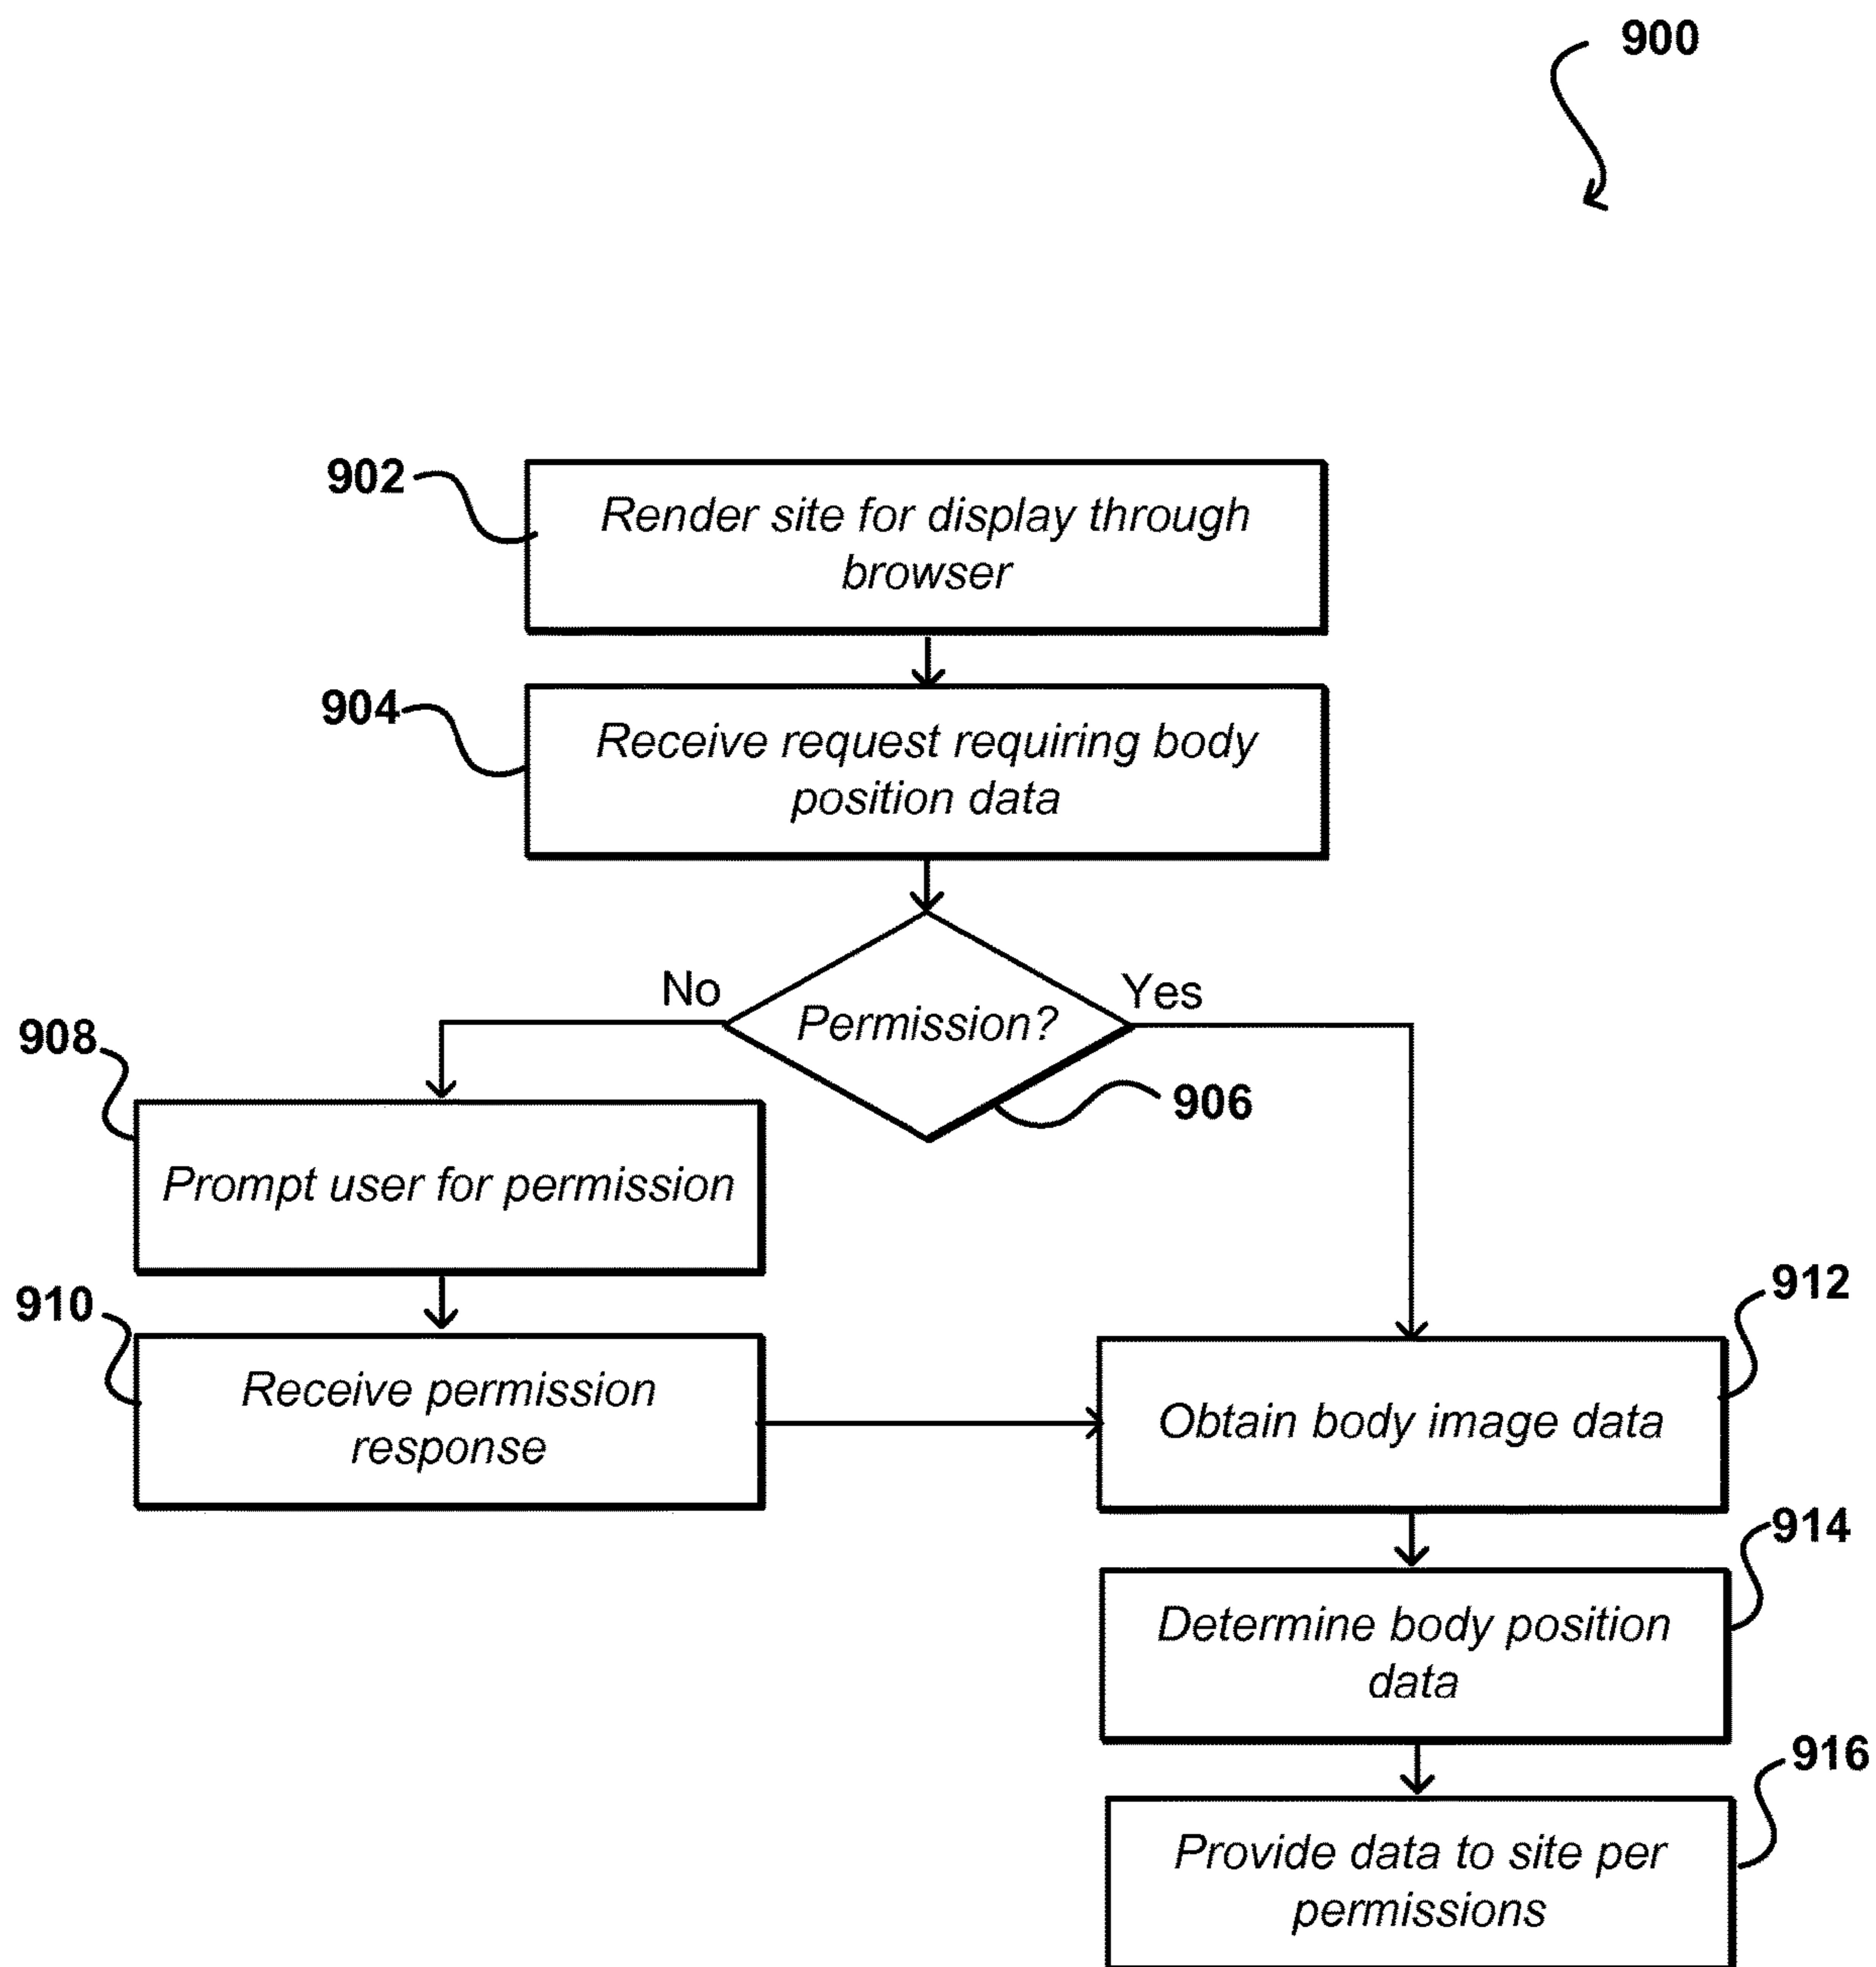 900
902
Render site for display through
browser
904
Receive request requiring body
position data
No
Yes
Permission?
906
908
Prompt user for permission
910
Receive permission
response
912
Obtain body image data
914
Determine body position
data
916
Provide data to site per
permissions